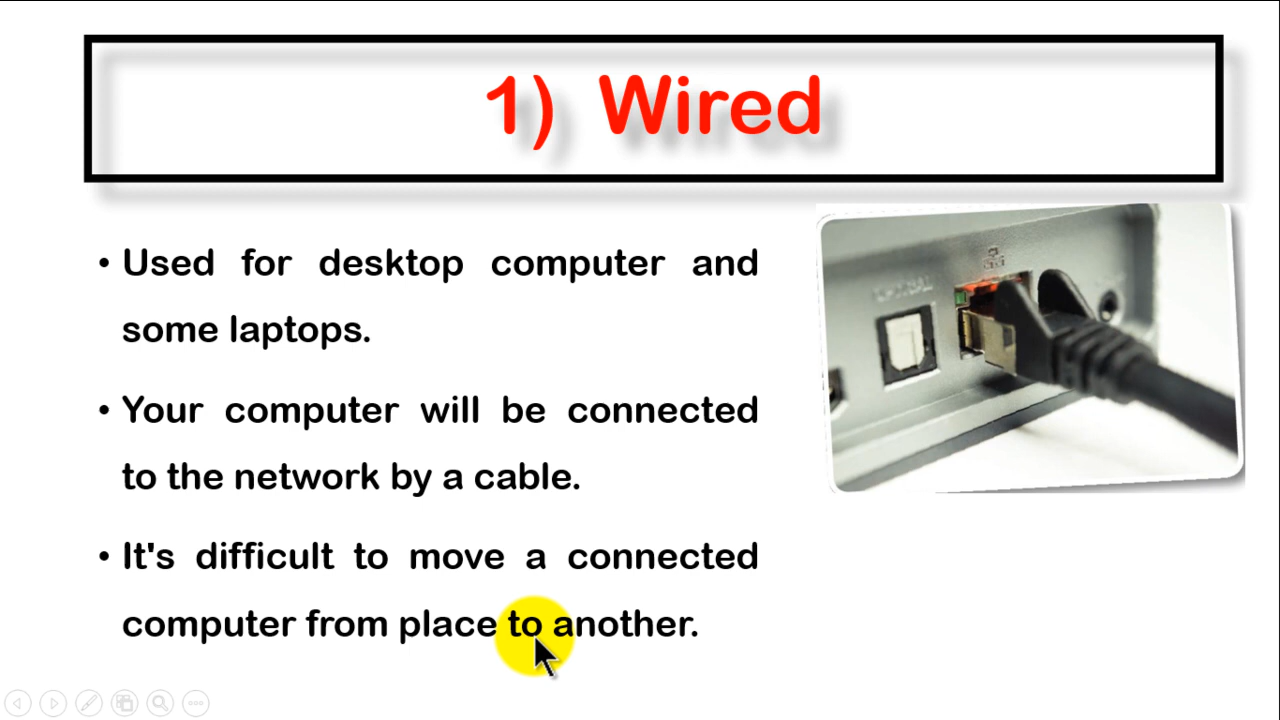 1) Wired
• Used for desktop computer and
some laptops.
• Your computer will be connected
to the network by a cable.
• It's difficult to move a connected
computer from place to another.